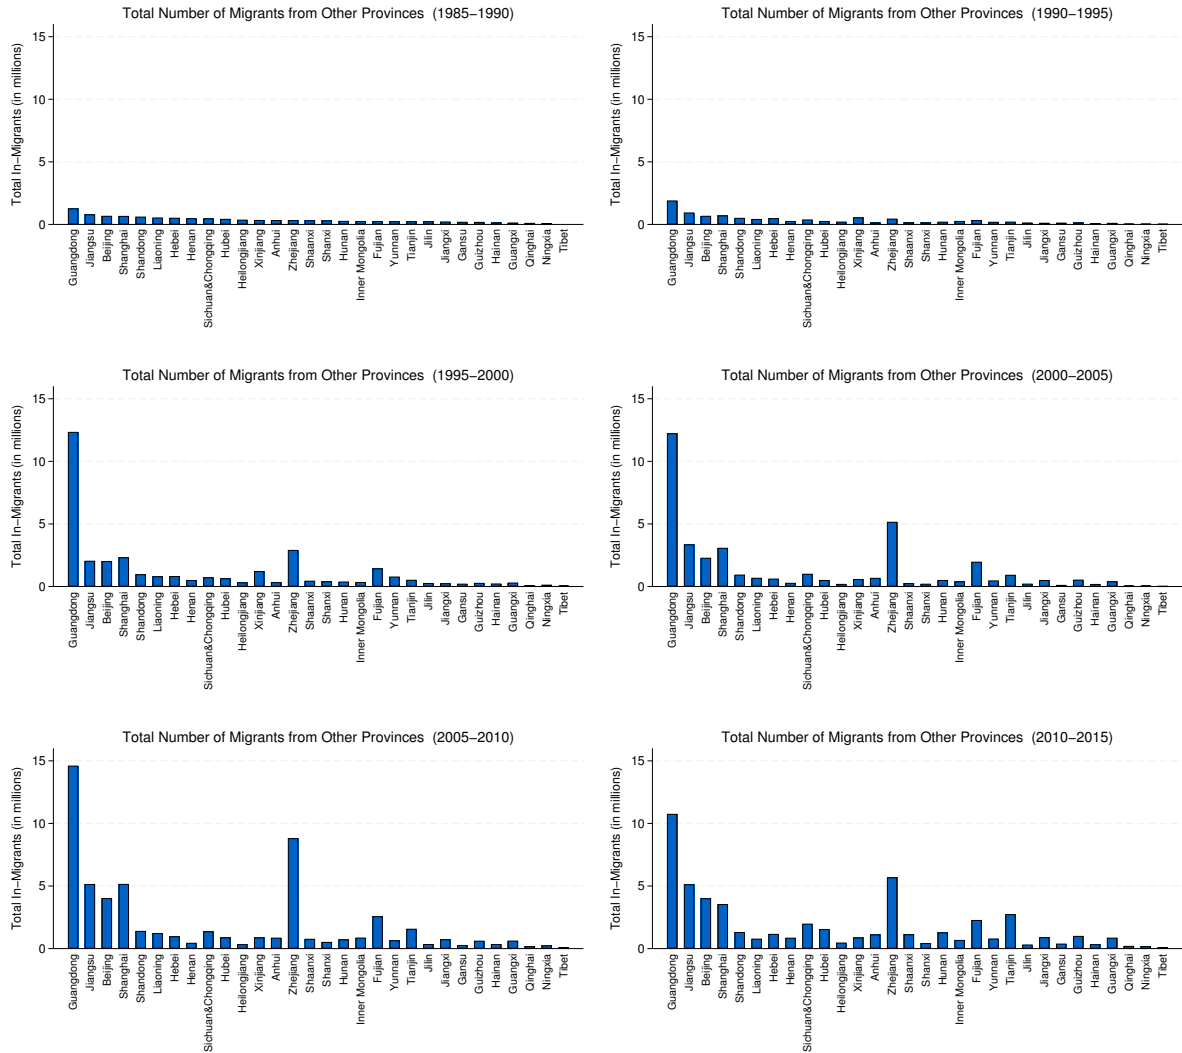 Total Number of Migrants from Other Provinces (1985−1990)
Total In−Migrants (in millions)
15
10
5
0
Guangdong
Jiangsu
Beijing
Shanghai
Shandong
Liaoning
Hebei
Henan
Sichuan&Chongqing
Hubei
Heilongjiang
Xinjiang
Anhui
Zhejiang
Shaanxi
Shanxi
Hunan
Inner Mongolia
Fujian
Yunnan
Tianjin
Jilin
Jiangxi
Gansu
Guizhou
Hainan
Guangxi
Qinghai
Ningxia
Tibet
Total Number of Migrants from Other Provinces (1990−1995)
Total In−Migrants (in millions)
15
10
5
0
Guangdong
Jiangsu
Beijing
Shanghai
Shandong
Liaoning
Hebei
Henan
Sichuan&Chongqing
Hubei
Heilongjiang
Xinjiang
Anhui
Zhejiang
Shaanxi
Shanxi
Hunan
Inner Mongolia
Fujian
Yunnan
Tianjin
Jilin
Jiangxi
Gansu
Guizhou
Hainan
Guangxi
Qinghai
Ningxia
Tibet
Total Number of Migrants from Other Provinces (1995−2000)
Total In−Migrants (in millions)
15
10
5
0
Guangdong
Jiangsu
Beijing
Shanghai
Shandong
Liaoning
Hebei
Henan
Sichuan&Chongqing
Hubei
Heilongjiang
Xinjiang
Anhui
Zhejiang
Shaanxi
Shanxi
Hunan
Inner Mongolia
Fujian
Yunnan
Tianjin
Jilin
Jiangxi
Gansu
Guizhou
Hainan
Guangxi
Qinghai
Ningxia
Tibet
Total Number of Migrants from Other Provinces (2000−2005)
Total In−Migrants (in millions)
15
10
5
0
Guangdong
Jiangsu
Beijing
Shanghai
Shandong
Liaoning
Hebei
Henan
Sichuan&Chongqing
Hubei
Heilongjiang
Xinjiang
Anhui
Zhejiang
Shaanxi
Shanxi
Hunan
Inner Mongolia
Fujian
Yunnan
Tianjin
Jilin
Jiangxi
Gansu
Guizhou
Hainan
Guangxi
Qinghai
Ningxia
Tibet
Total Number of Migrants from Other Provinces (2005−2010)
Total In−Migrants (in millions)
15
10
5
0
Guangdong
Jiangsu
Beijing
Shanghai
Shandong
Liaoning
Hebei
Henan
Sichuan&Chongqing
Hubei
Heilongjiang
Xinjiang
Anhui
Zhejiang
Shaanxi
Shanxi
Hunan
Inner Mongolia
Fujian
Yunnan
Tianjin
Jilin
Jiangxi
Gansu
Guizhou
Hainan
Guangxi
Qinghai
Ningxia
Tibet
Total Number of Migrants from Other Provinces (2010−2015)
Total In−Migrants (in millions)
15
10
5
0
Guangdong
Jiangsu
Beijing
Shanghai
Shandong
Liaoning
Hebei
Henan
Sichuan&Chongqing
Hubei
Heilongjiang
Xinjiang
Anhui
Zhejiang
Shaanxi
Shanxi
Hunan
Inner Mongolia
Fujian
Yunnan
Tianjin
Jilin
Jiangxi
Gansu
Guizhou
Hainan
Guangxi
Qinghai
Ningxia
Tibet